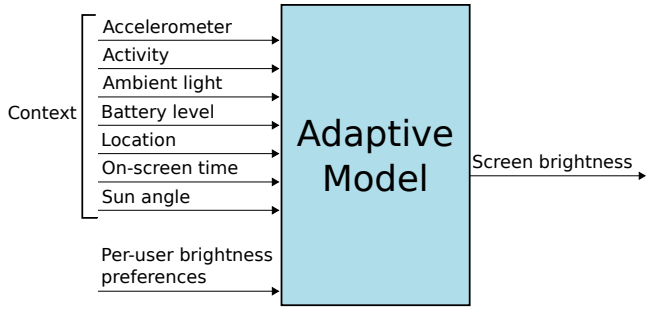 Accelerometer
Activity
Ambient light
Context
Battery level
Location
On-screen time
Sun angle
Per-user brightness
preferences
Adaptive
Model
Screen brightness